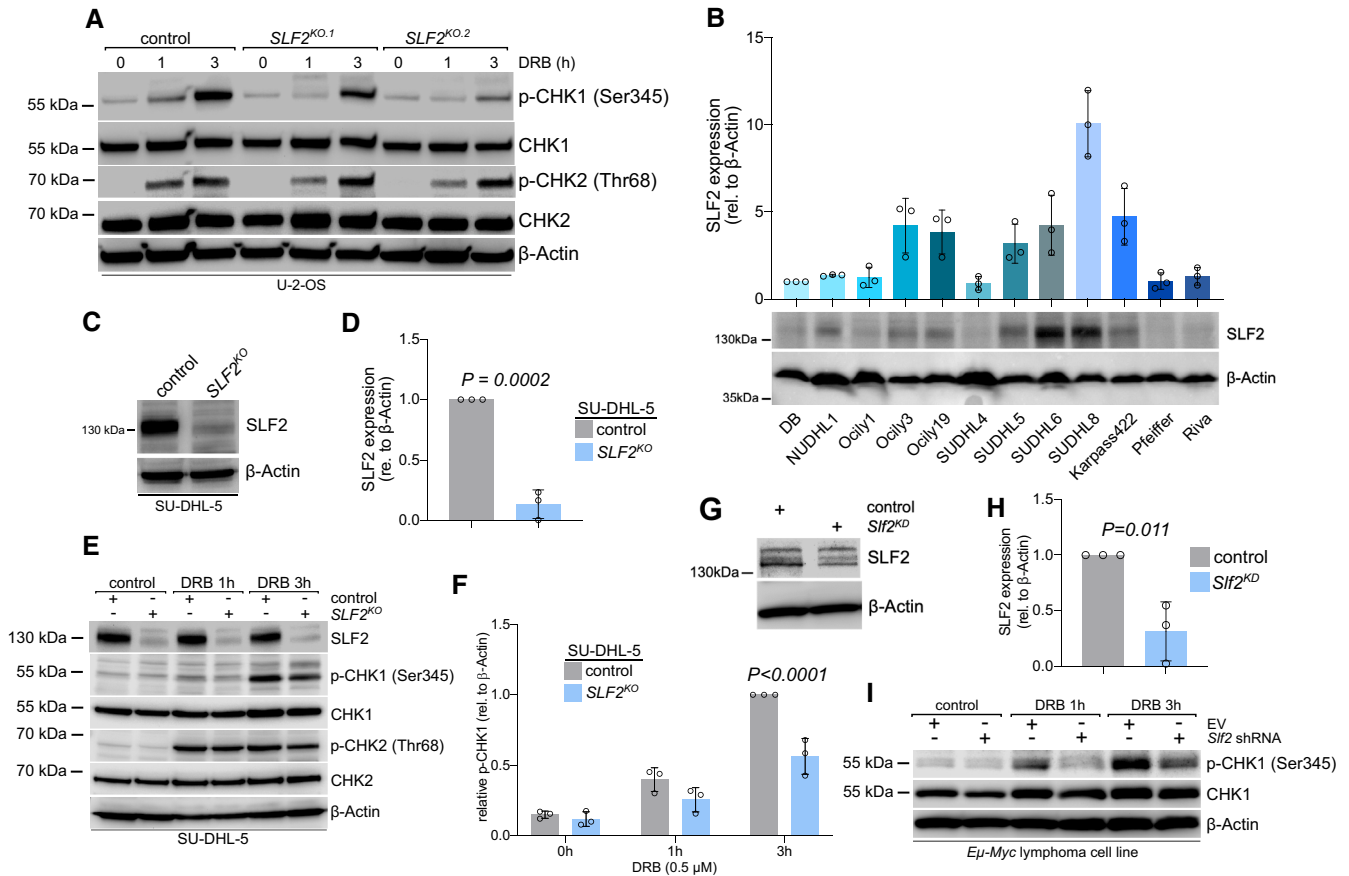 A
control SLF2KO.1 SLF2KO.2
0 1 3 0 1 3 0 1 3 DRB (h)
55 kDa p-CHK1 (Ser345)
55 kDa CHK1
70 kDa p-CHK2 (Thr68)
70 kDa CHK2
β-Actin
U-2-OS
B
SLF2 expression
(rel. to β-Actin)
15
10
5
0
130kDa SLF2
β-Actin
35kDa
DB NUDHL1 Ocily1 Ocily3 Ocily19 SUDHL4 SUDHL5 SUDHL6 SUDHL8 Karpass422 Pfeiffer Riva
C
control SLF2KO
130 kDa SLF2
β-Actin
SU-DHL-5
D
SLF2 expression
(re. to β-Actin)
1.5
1.0
0.5
0.0
P = 0.0002
SU-DHL-5
control
SLF2KO
E
control DRB 1h DRB 3h
+ - + - + - control
- + - + - + SLF2KO
130 kDa SLF2
55 kDa p-CHK1 (Ser345)
55 kDa CHK1
70 kDa p-CHK2 (Thr68)
70 kDa CHK2
β-Actin
SU-DHL-5
F
relative p-CHK1 (rel. to β-Actin)
1.5
1.0
0.5
0.0
SU-DHL-5
control
SLF2KO
P<0.0001
0h 1h 3h
DRB (0.5 µM)
G
+ control
+ Slf2KD
SLF2
130kDa
β-Actin
H
SLF2 expression
(rel. to β-Actin)
1.5
1.0
0.5
0.0
P=0.011
control
Slf2KD
I
control DRB 1h DRB 3h
+ - + - + - EV
- + - + - + Slf2 shRNA
55 kDa p-CHK1 (Ser345)
55 kDa CHK1
β-Actin
Eµ-Myc lymphoma cell line